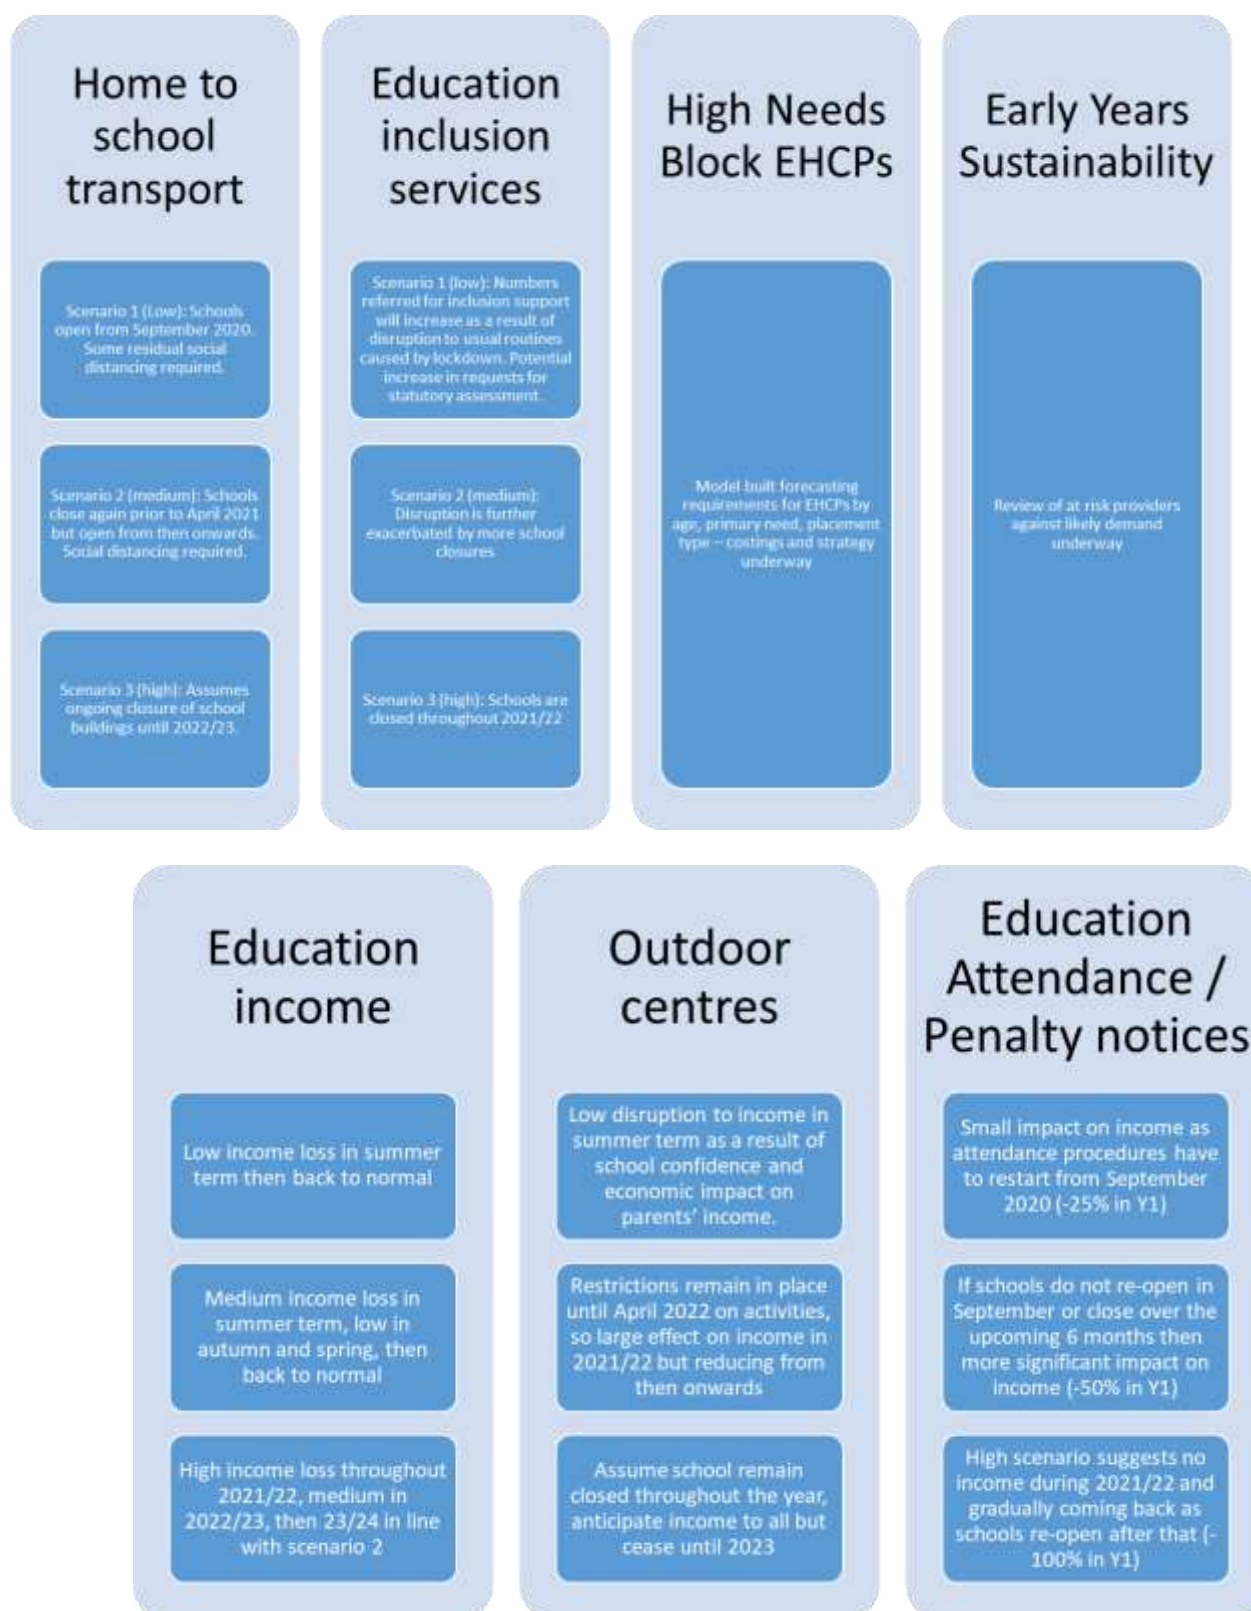 Home to
school
transport
Scenario 1 (Low): Schools
open from September 2020.
Some residual social
distancing required.
Scenario 2 (medium): Schools
close again prior to April 2021
but open from then onwards.
Social distancing required.
Scenario 3 (high): Assumes
ongoing closure of school
buildings until 2022/23.
Education
inclusion
services
Scenario 1 (low): Numbers
referred for inclusion support
will increase as a result of
disruption to usual routines
caused by lockdown. Potential
increase in requests for
statutory assessment.
Scenario 2 (medium):
Disruption is further
exacerbated by more school
closures
Scenario 3 (high): Schools are
closed throughout 2021/22
High Needs
Block EHCPs
Model built forecasting
requirements for EHCPs by
age, primary need, placement
type – costings and strategy
underway
Early Years
Sustainability
Review of at risk providers
against likely demand
underway
Education
income
Low income loss in summer
term then back to normal
Medium income loss in
summer term, low in
autumn and spring, then
back to normal
High income loss throughout
2021/22, medium in
2022/23, then 23/24 in line
with scenario 2
Outdoor
centres
Low disruption to income in
summer term as a result of
school confidence and
economic impact on
parents’ income.
Restrictions remain in place
until April 2022 on activities,
so large effect on income in
2021/22 but reducing from
then onwards
Assume school remain
closed throughout the year,
anticipate income to all but
cease until 2023
Education
Attendance /
Penalty notices
Small impact on income as
attendance procedures have
to restart from September
2020 (-25% in Y1)
If schools do not re-open in
September or close over the
upcoming 6 months then
more significant impact on
income (-50% in Y1)
High scenario suggests no
income during 2021/22 and
gradually coming back as
schools re-open after that (-
100% in Y1)